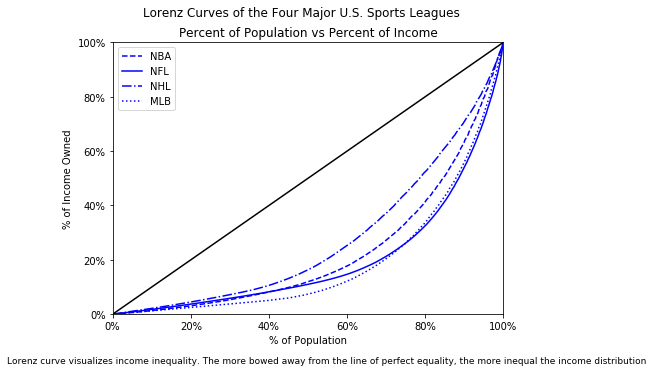 Lorenz Curves of the Four Major U.S. Sports Leagues
Percent of Population vs Percent of Income
100%
80%
60%
40%
20%
0%
% of Income Owned
NBA
NFL
NHL
MLB
0%
20%
40%
60%
80%
100%
% of Population
Lorenz curve visualizes income inequality. The more bowed away from the line of perfect equality, the more inequal the income distribution